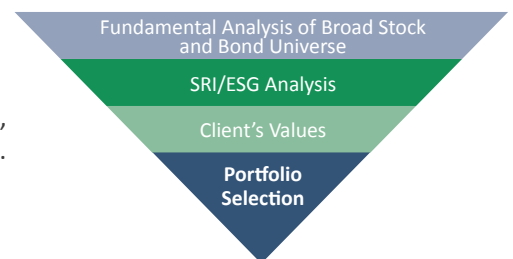 Fundamental Analysis of Broad Stock
and Bond Universe
SRI/ESG Analysis
,
Client's Values
.
Portfolio
Selection